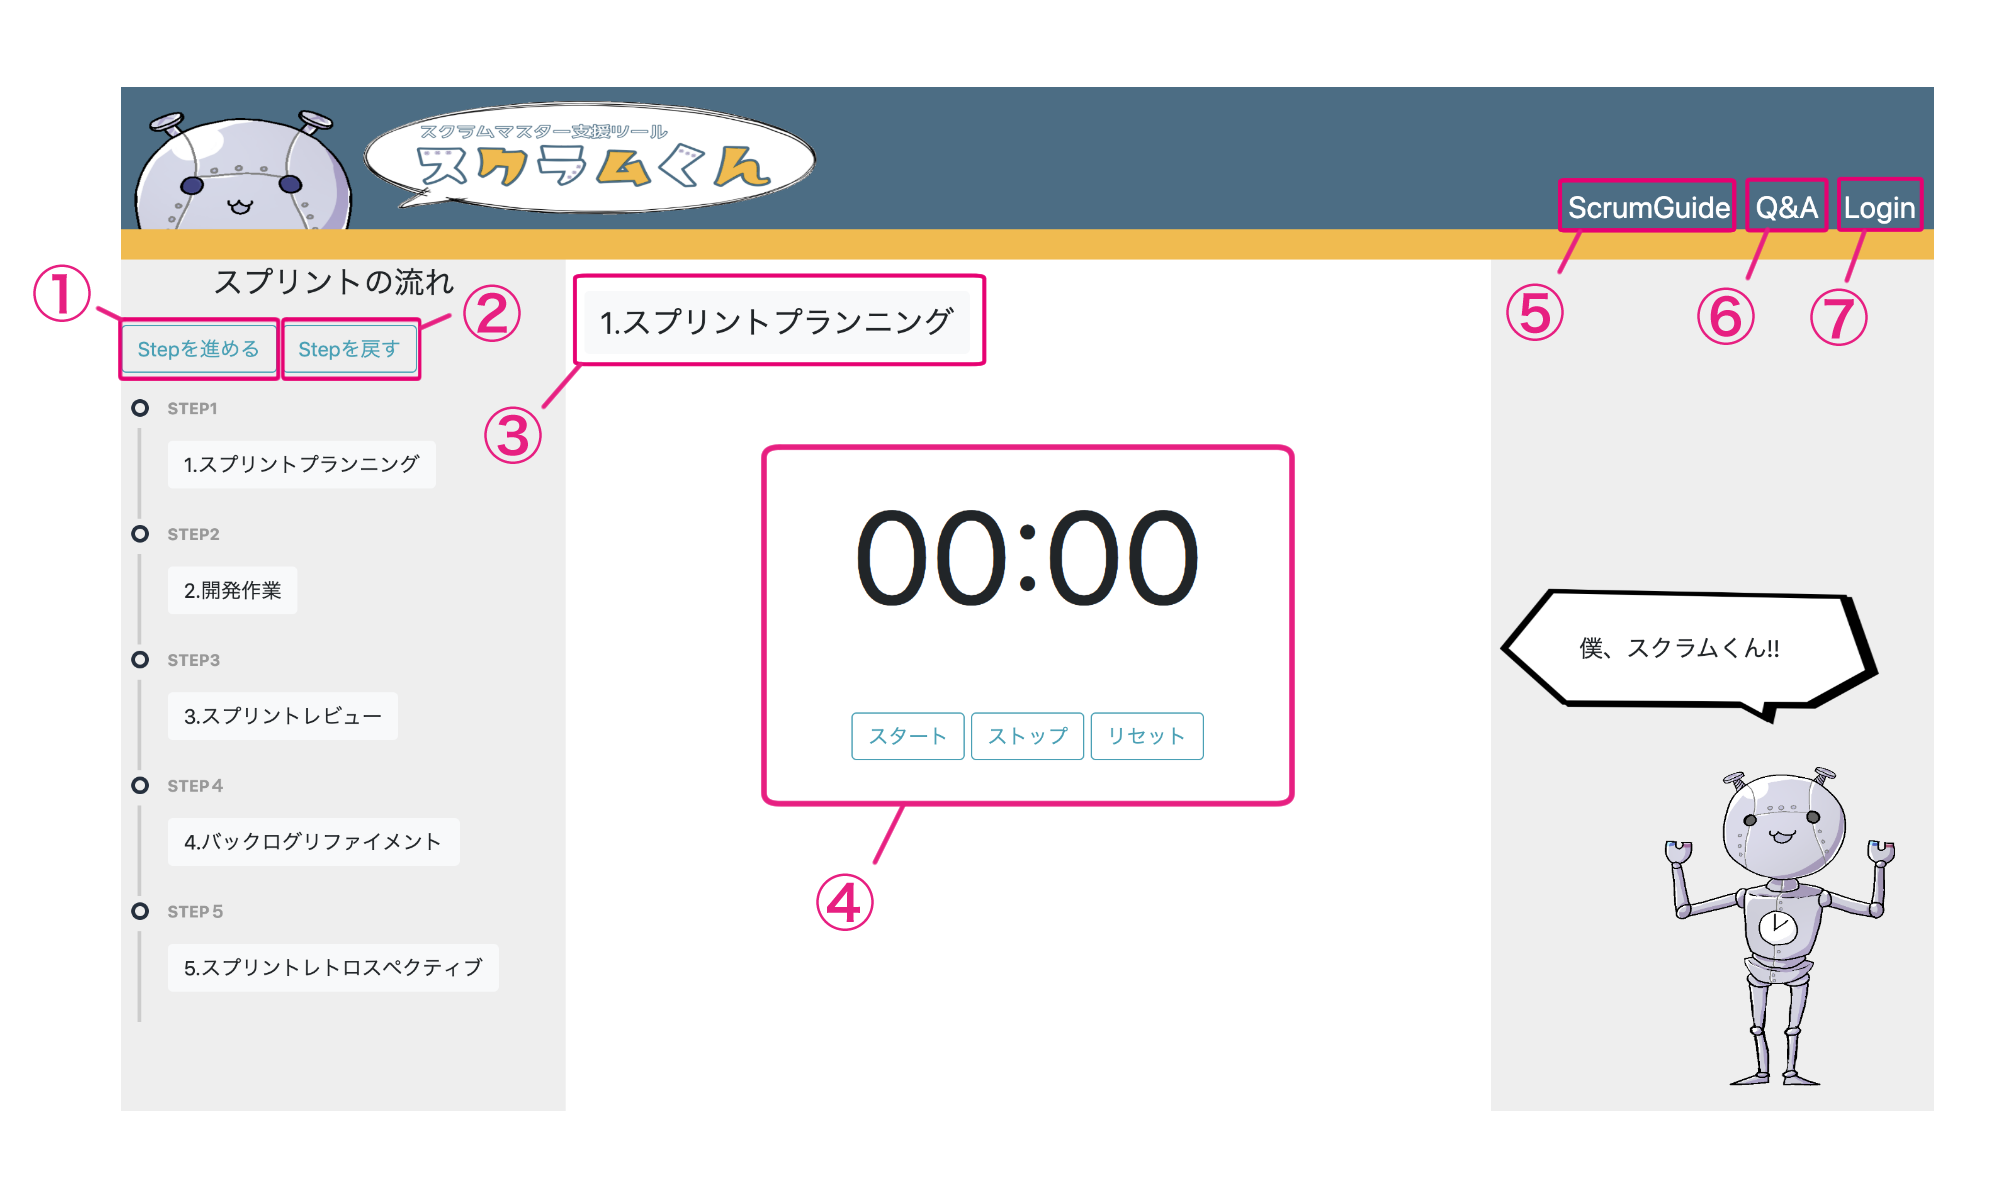 スクラムマスター支援ツール
スクラムくん
ScrumGuide
Q&A
Login
①
スプリントの流れ
②
Stepを進める
Stepを戻す
1.スプリントプランニング
③
⑤
⑥
⑦
STEP1
1.スプリントプランニング
STEP2
2.開発作業
STEP3
3.スプリントレビュー
STEP4
4.バックログリファイメント
STEP5
5.スプリントレトロスペクティブ
00:00
スタート
ストップ
リセット
④
僕、スクラムくん!!